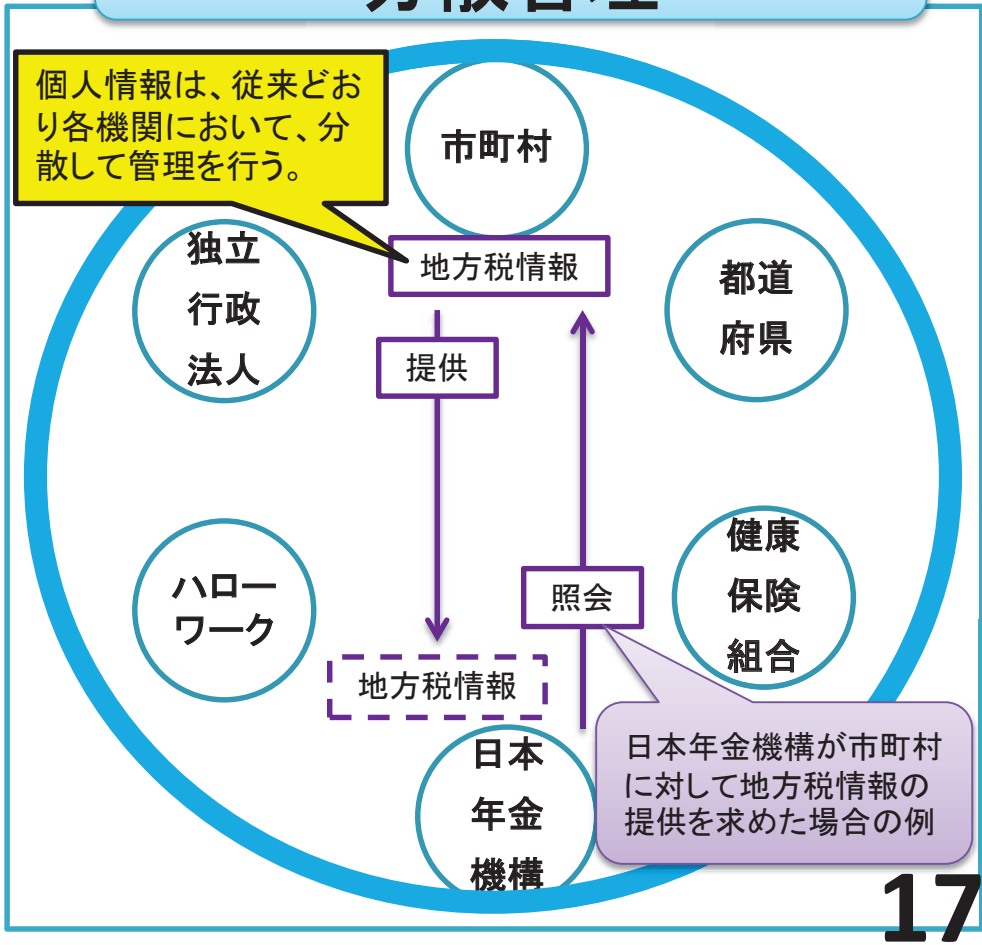 分散管理
個人情報は、従来どお
り各機関において、分
散して管理を行う。
市町村
独立
行政
法人
地方税情報
都道
府県
提供
ハロー
ワーク
照会
健康
保険
組合
地方税情報
日本
年金
機構
日本年金機構が市町村
に対して地方税情報の
提供を求めた場合の例
17